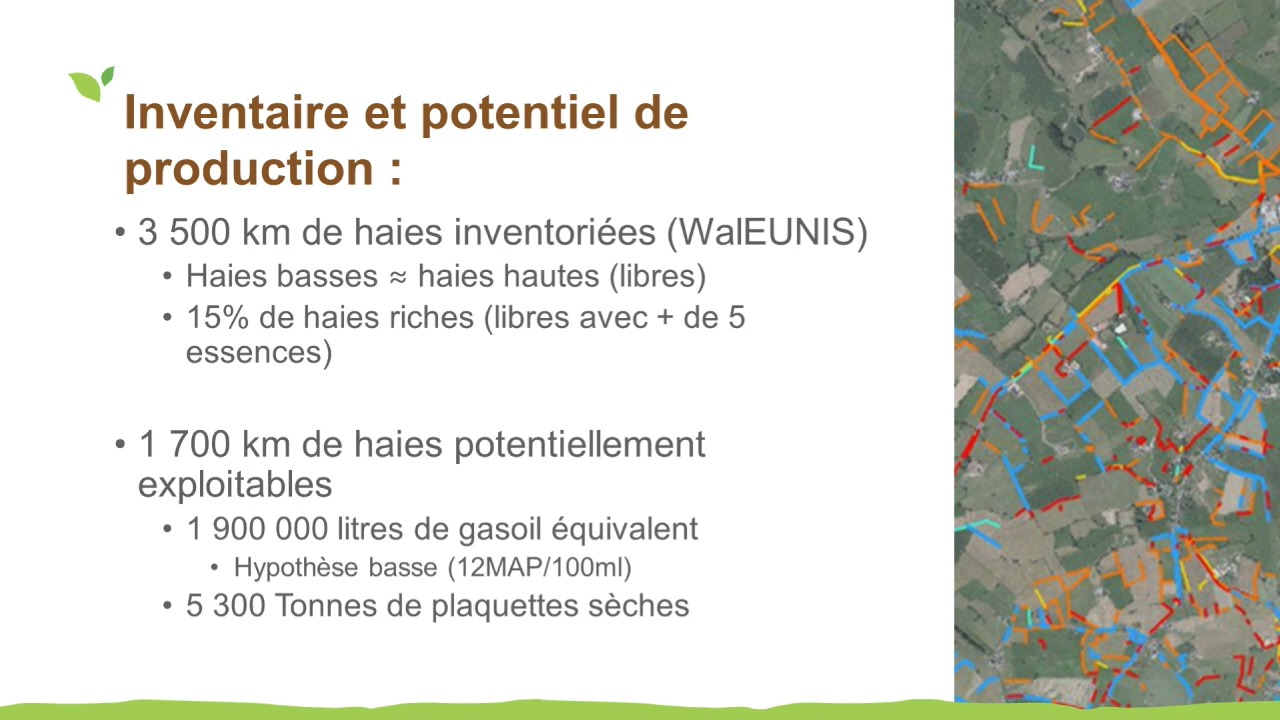 Inventaire et potentiel de
production :
• 3 500 km de haies inventoriées (WalEUNIS)
• Haies basses ≈ haies hautes (libres)
• 15% de haies riches (libres avec + de 5
essences)
• 1 700 km de haies potentiellement
exploitables
• 1 900 000 litres de gasoil équivalent
• Hypothèse basse (12MAP/100ml)
• 5 300 Tonnes de plaquettes sèches